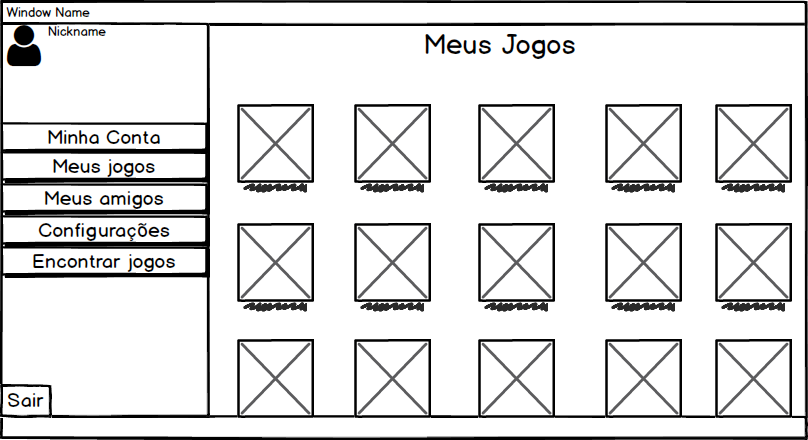 Window Name
Nickname
Meus Jogos
Minha Conta
Meus jogos
Meus amigos
Configurações
Encontrar jogos
Sair